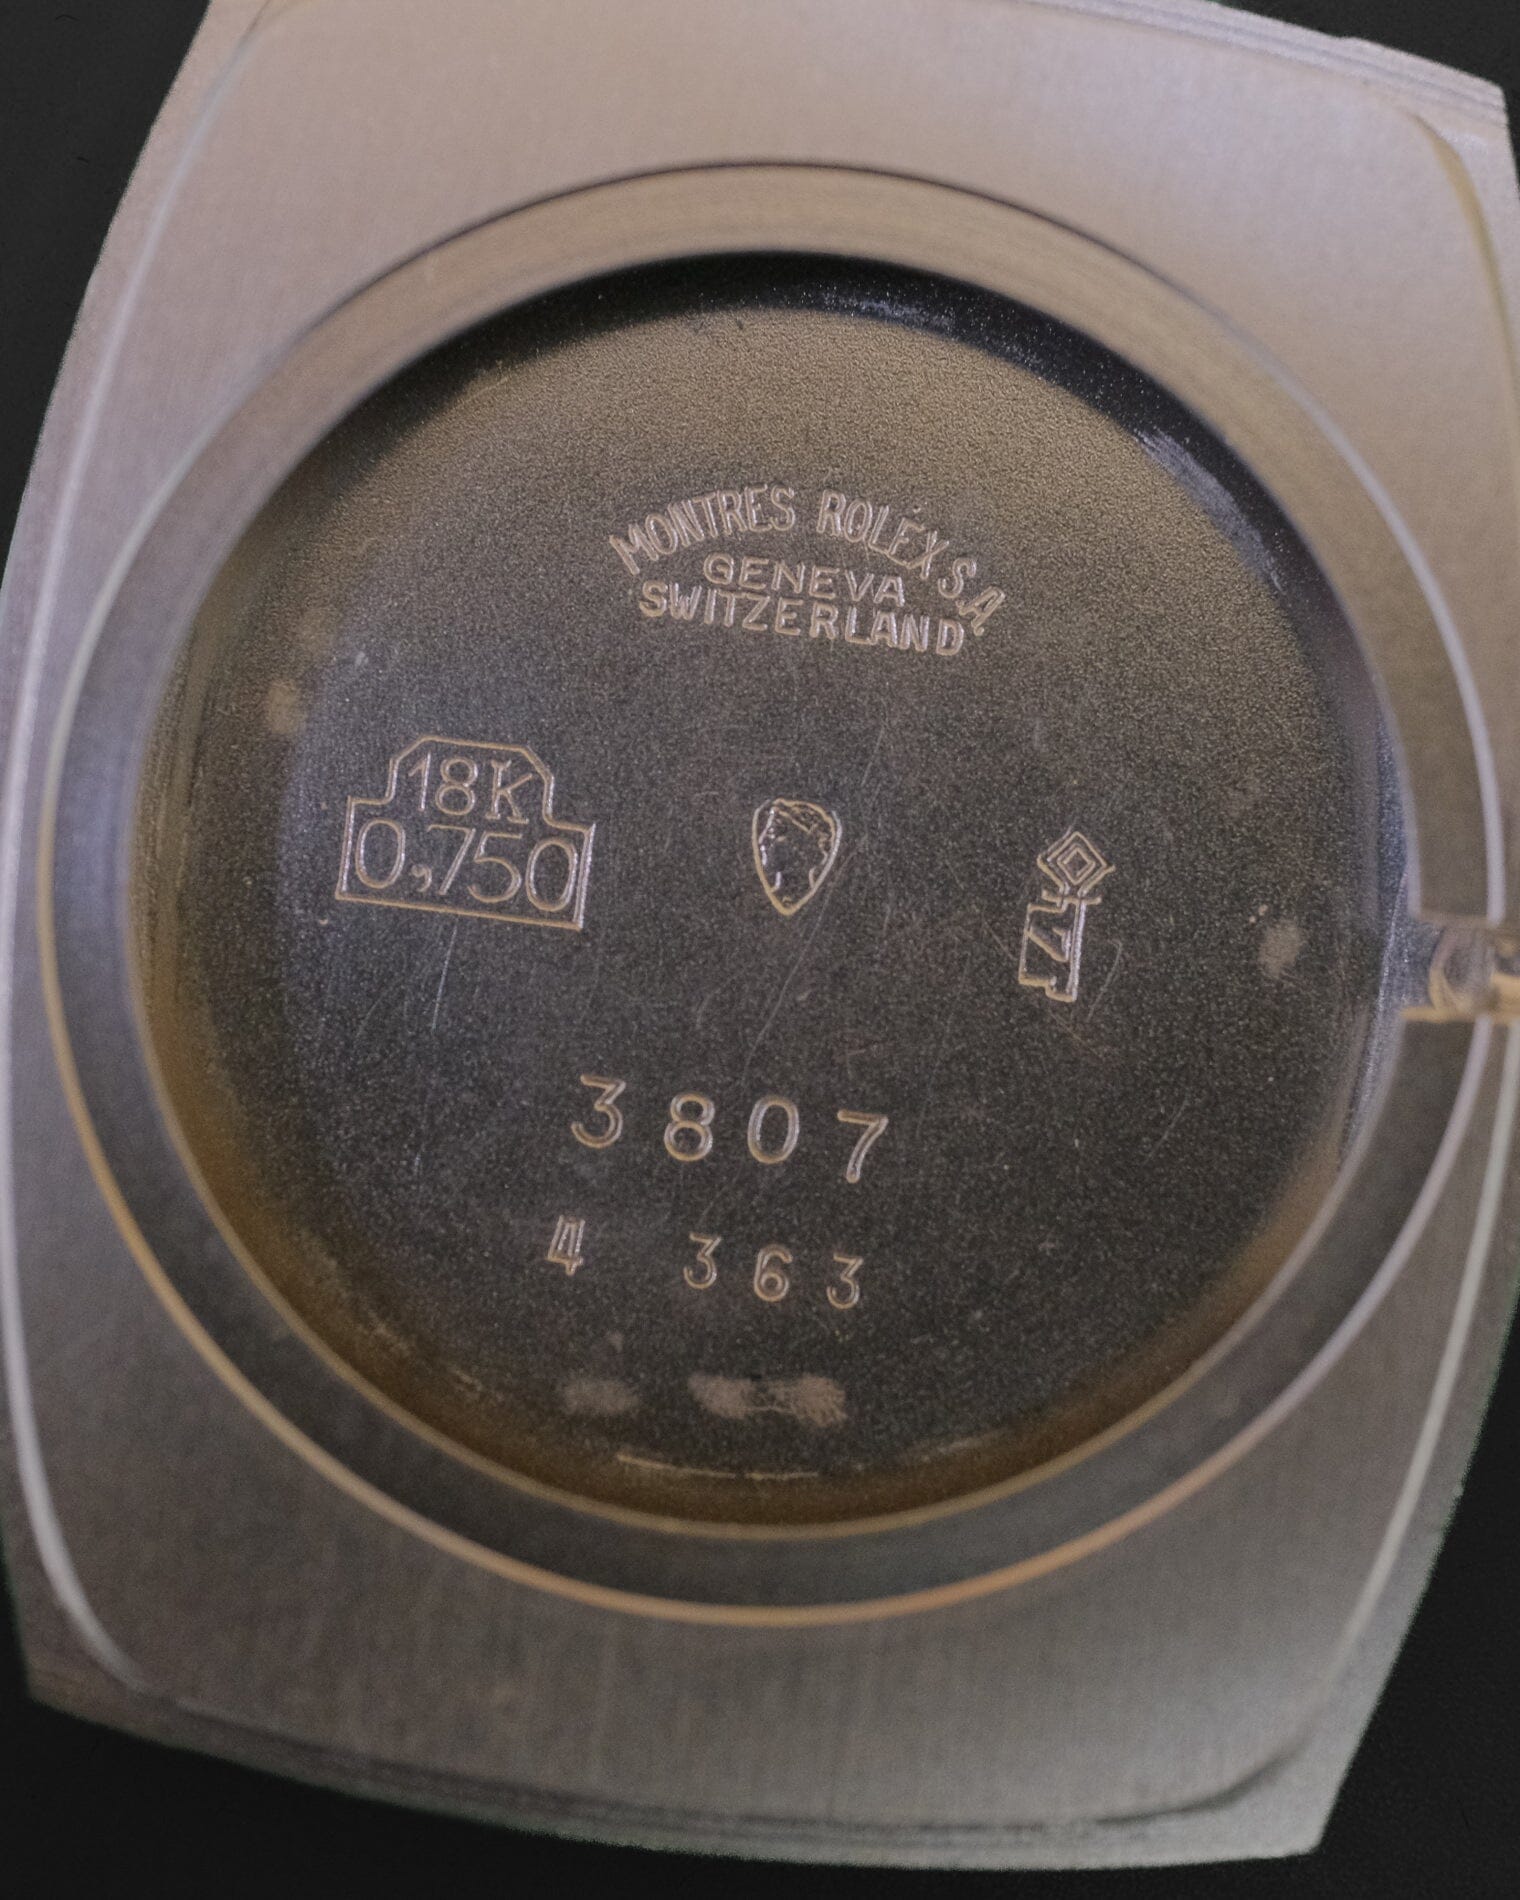 MONTRES ROLEX S.A.
GENEVA
SWITZERLAND
18K
0,750
3807
4 363